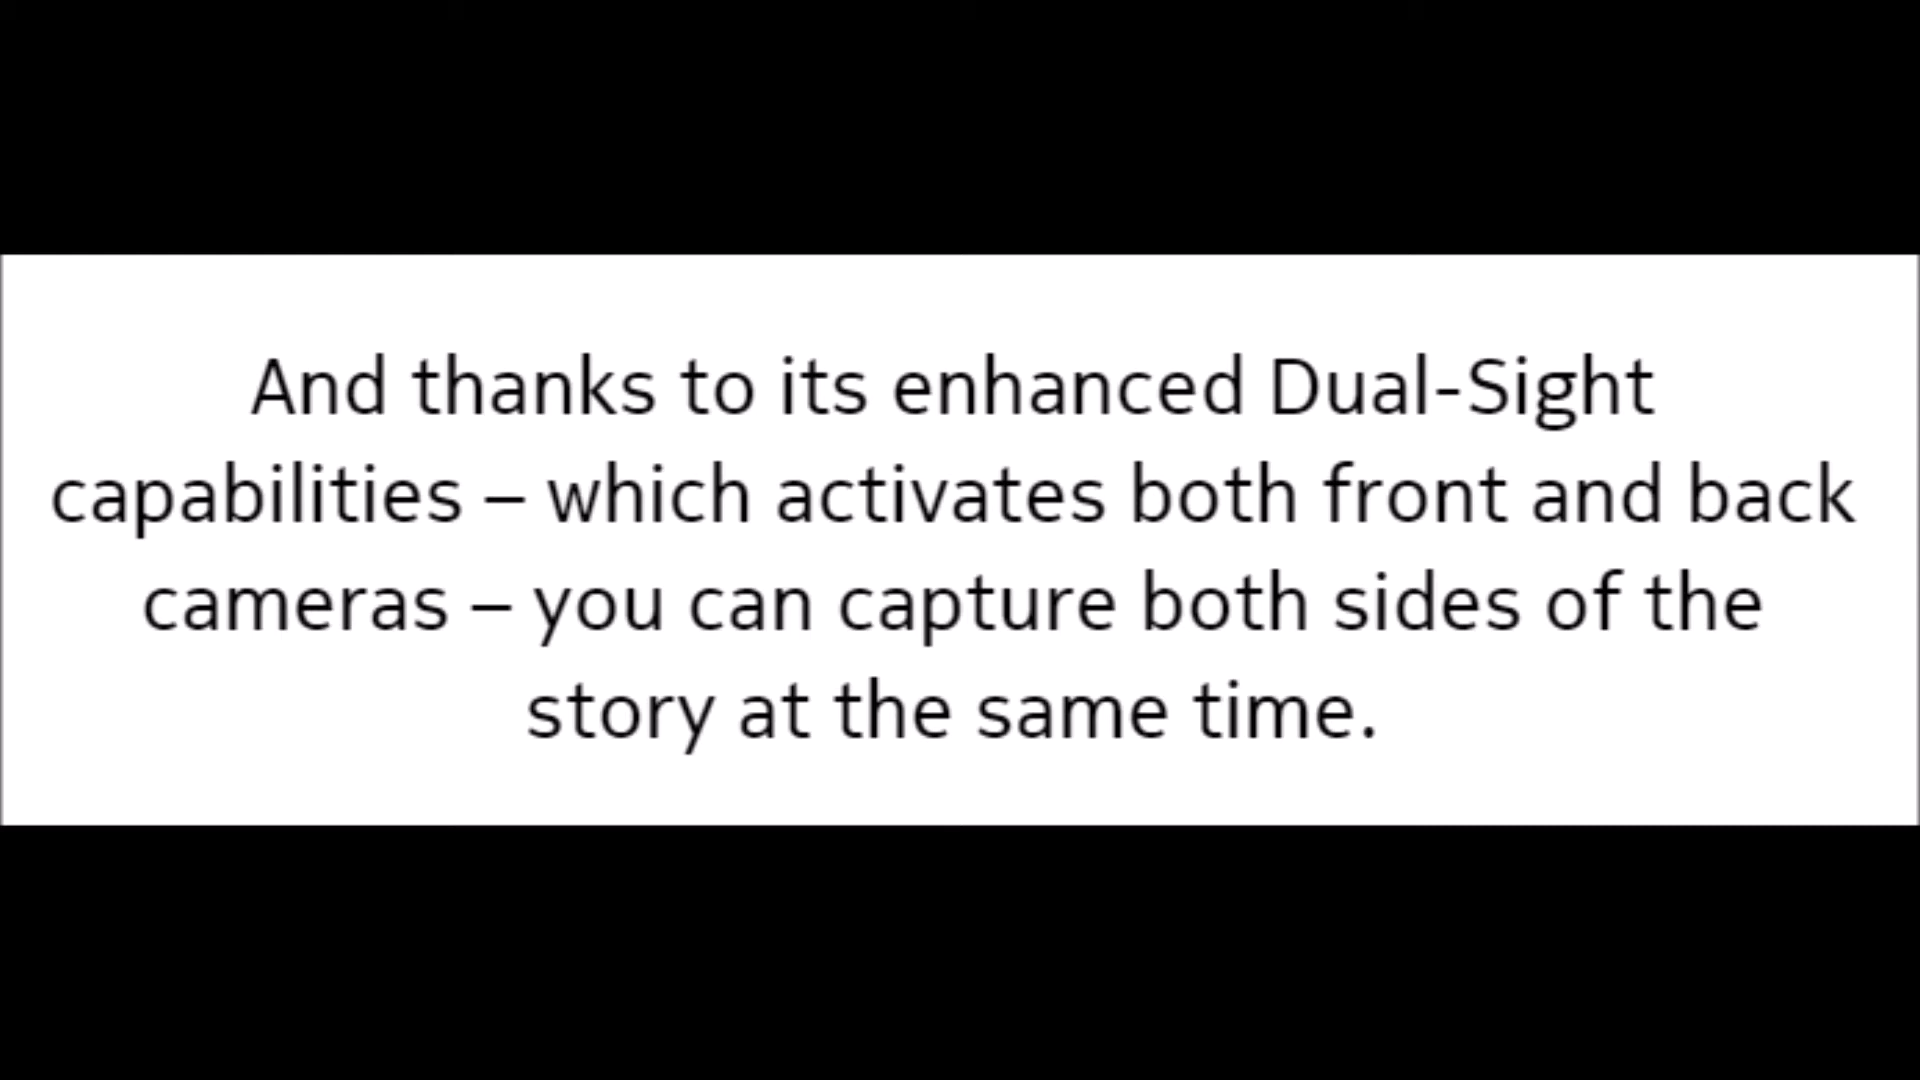 And thanks to its enhanced Dual-Sight
capabilities – which activates both front and back
cameras – you can capture both sides of the
story at the same time.